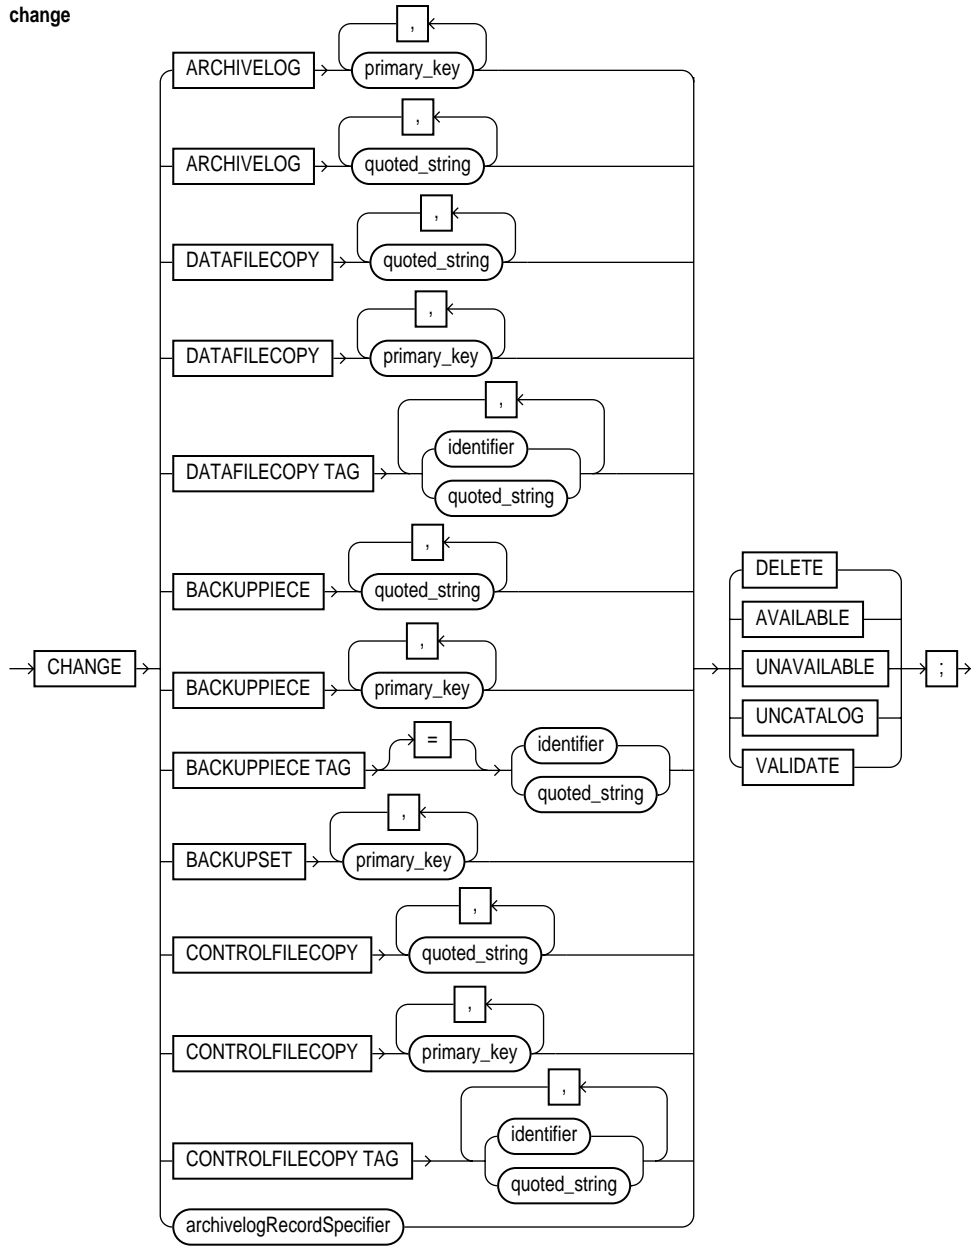 change
,
ARCHIVELOG primary_key
,
ARCHIVELOG quoted_string
,
DATAFILECOPY quoted_string
,
DATAFILECOPY primary_key
,
identifier
DATAFILECOPY TAG
quoted_string
,
BACKUPPIECE quoted_string
DELETE
AVAILABLE
,
CHANGE UNAVAILABLE ;
BACKUPPIECE primary_key
UNCATALOG
= identifier
BACKUPPIECE TAG VALIDATE
quoted_string
,
BACKUPSET primary_key
,
CONTROLFILECOPY quoted_string
,
CONTROLFILECOPY primary_key
,
identifier
CONTROLFILECOPY TAG
quoted_string
archivelogRecordSpecifier